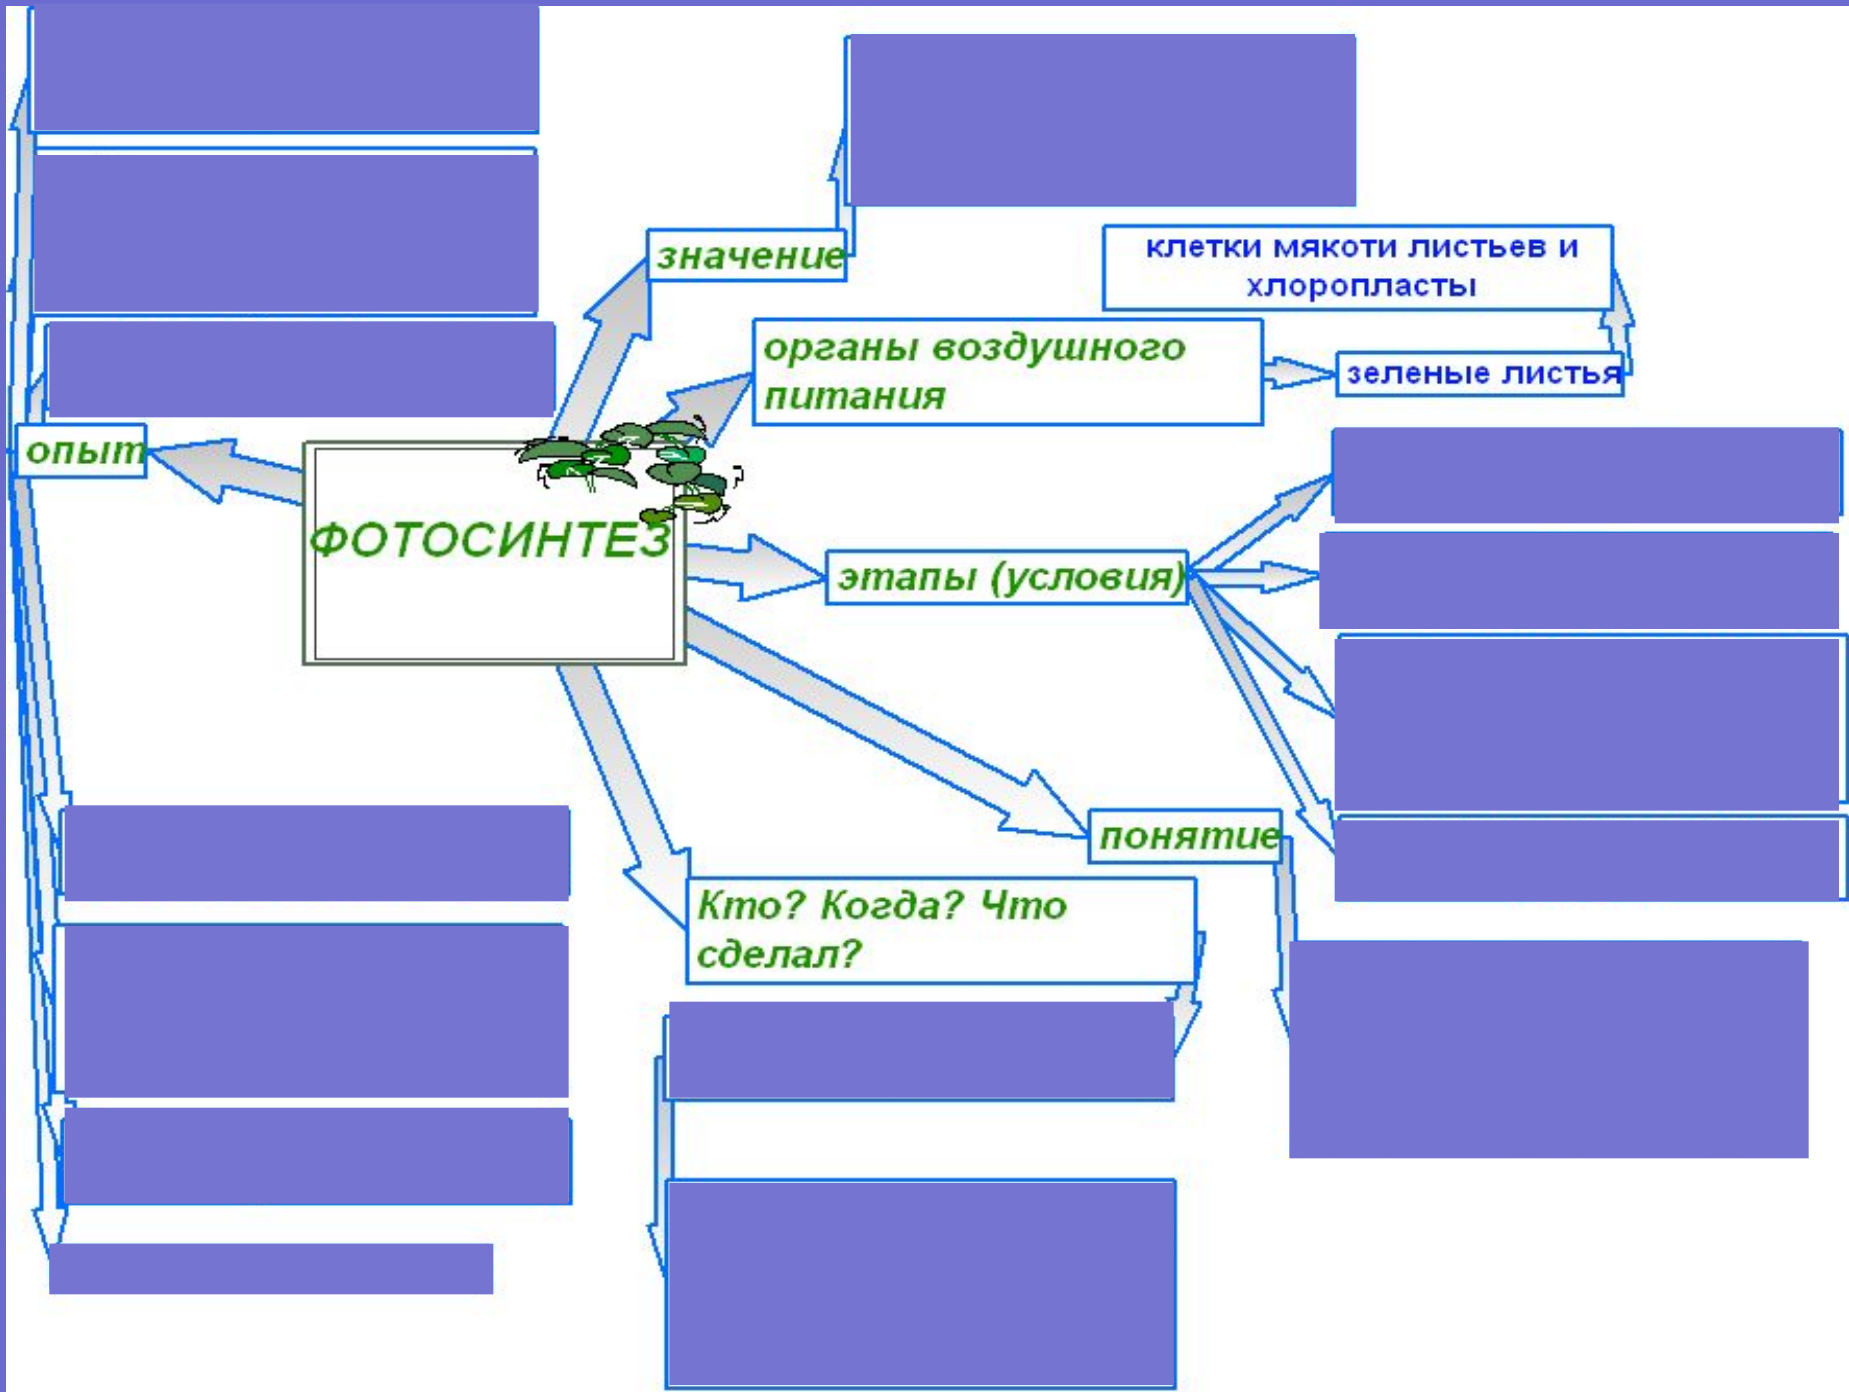 значение
клетки мякоти листьев и
хлоропласты
органы воздушного
питания
зеленые листья
опыт
ФОТОСИНТЕЗ
этапы (условия)
понятие
Кто? Когда? Что
сделал?